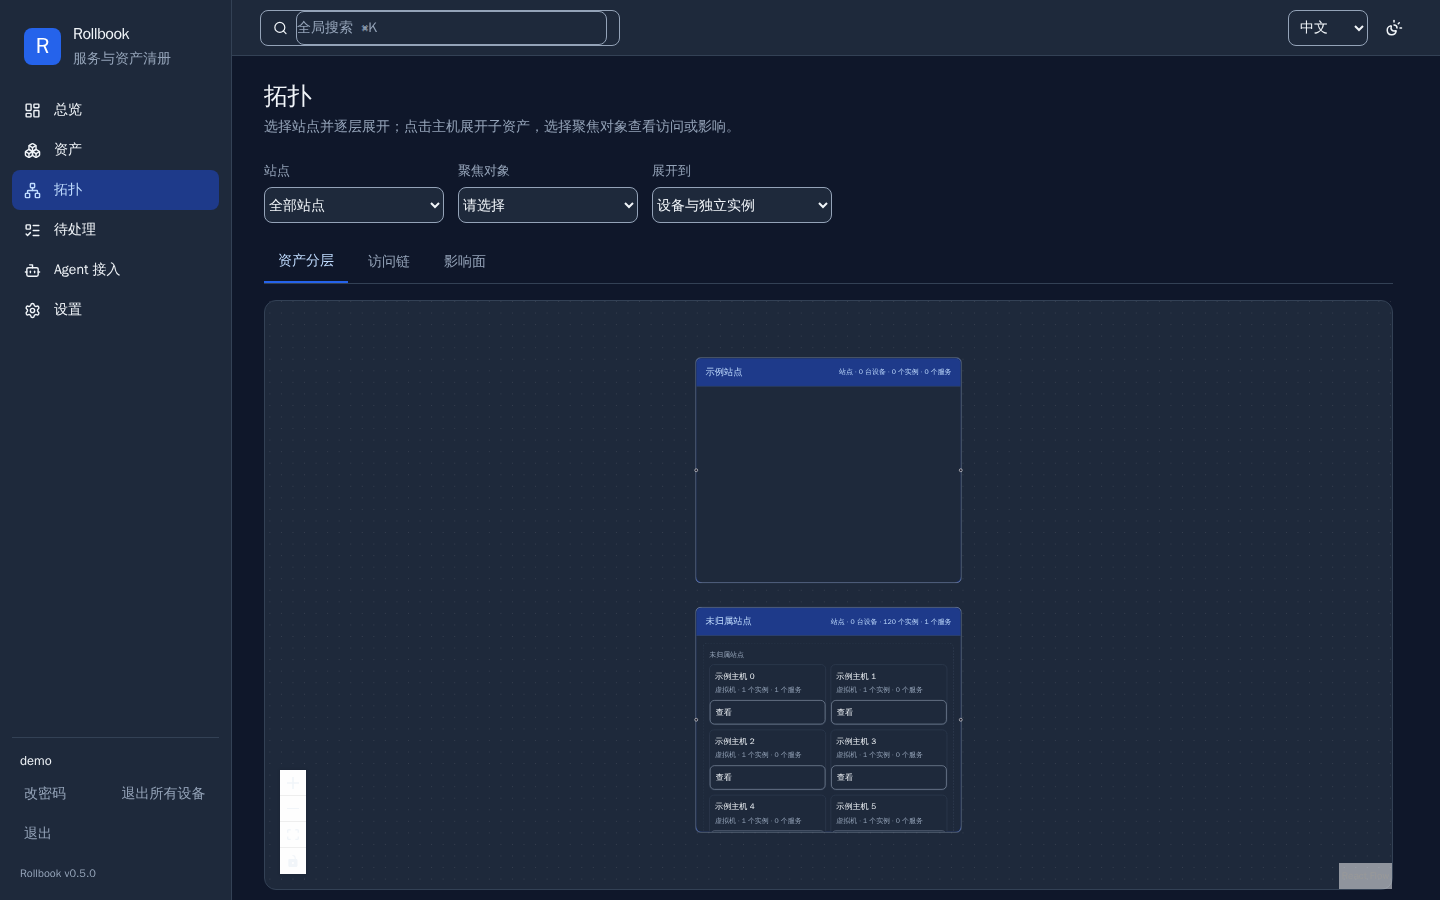 R
Rollbook
服务与资产清册
总览
资产
拓扑
待处理
Agent 接入
设置
demo
改密码
退出所有设备
退出
Rollbook v0.5.0
全局搜索 ⌘K
中文
拓扑
选择站点并逐层展开；点击主机展开子资产，选择聚焦对象查看访问或影响。
站点
聚焦对象
展开到
全部站点
请选择
设备与独立实例
资产分层
访问链
影响面
示例站点
站点 · 0 台设备 · 0 个实例 · 0 个服务
未归属站点
站点 · 0 台设备 · 120 个实例 · 1 个服务
未归属站点
示例主机 0
虚拟机 · 1 个实例 · 1 个服务
查看
示例主机 1
虚拟机 · 1 个实例 · 0 个服务
查看
示例主机 2
虚拟机 · 1 个实例 · 0 个服务
查看
示例主机 3
虚拟机 · 1 个实例 · 0 个服务
查看
示例主机 4
虚拟机 · 1 个实例 · 0 个服务
示例主机 5
虚拟机 · 1 个实例 · 0 个服务